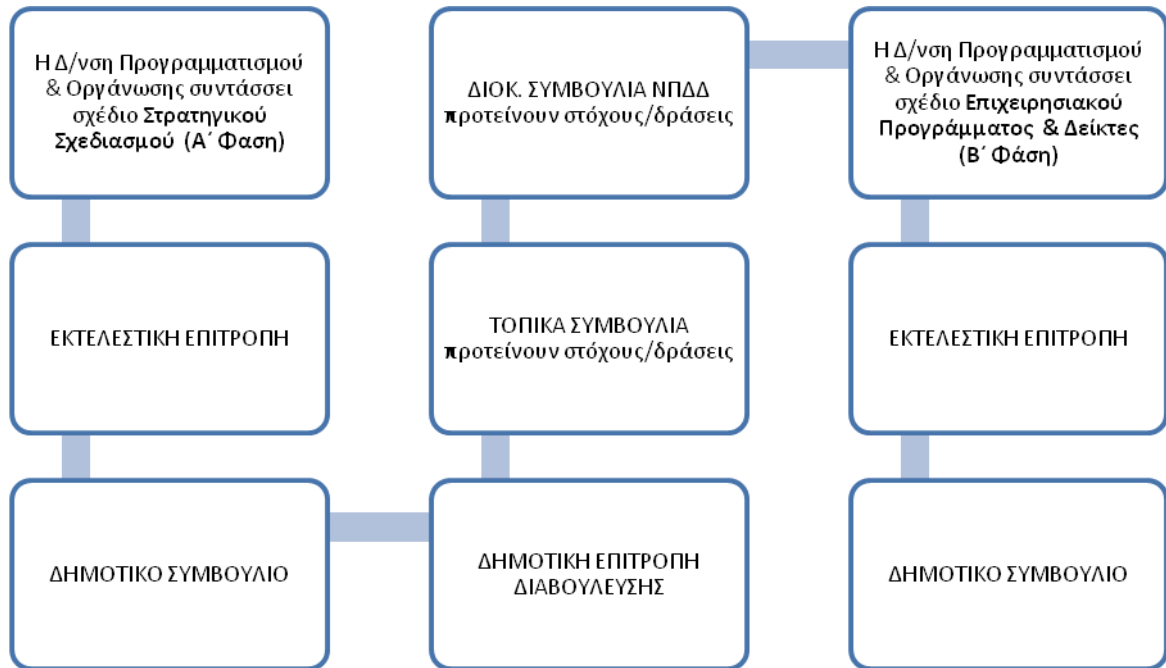 Η Δ/νση Προγραμματισμού
& Οργάνωσης συντάσσει
σχέδιο Στρατηγικού
Σχεδιασμού (Α΄ Φαση)
ΕΚΤΕΛΕΣΤΙΚΗ ΕΠΙΤΡΟΠΗ
ΔΗΜΟΤΙΚΟ ΣΥΜΒΟΥΛΙΟ
ΔΗΜΟΤΙΚΗ ΕΠΙΤΡΟΠΗ
ΔΙΑΒΟΥΛΕΥΣΗΣ
ΤΟΠΙΚΑ ΣΥΜΒΟΥΛΙΑ
προτείνουν στόχους/δράσεις
ΔΙΟΚ. ΣΥΜΒΟΥΛΙΑ ΝΠΔΔ
προτείνουν στόχους/δράσεις
Η Δ/νση Προγραμματισμού
& Οργάνωσης συντάσσει
σχέδιο Επιχειρησιακού
Προγράμματος & Δείκτες
(Β΄ Φάση)
ΕΚΤΕΛΕΣΤΙΚΗ ΕΠΙΤΡΟΠΗ
ΔΗΜΟΤΙΚΟ ΣΥΜΒΟΥΛΙΟ